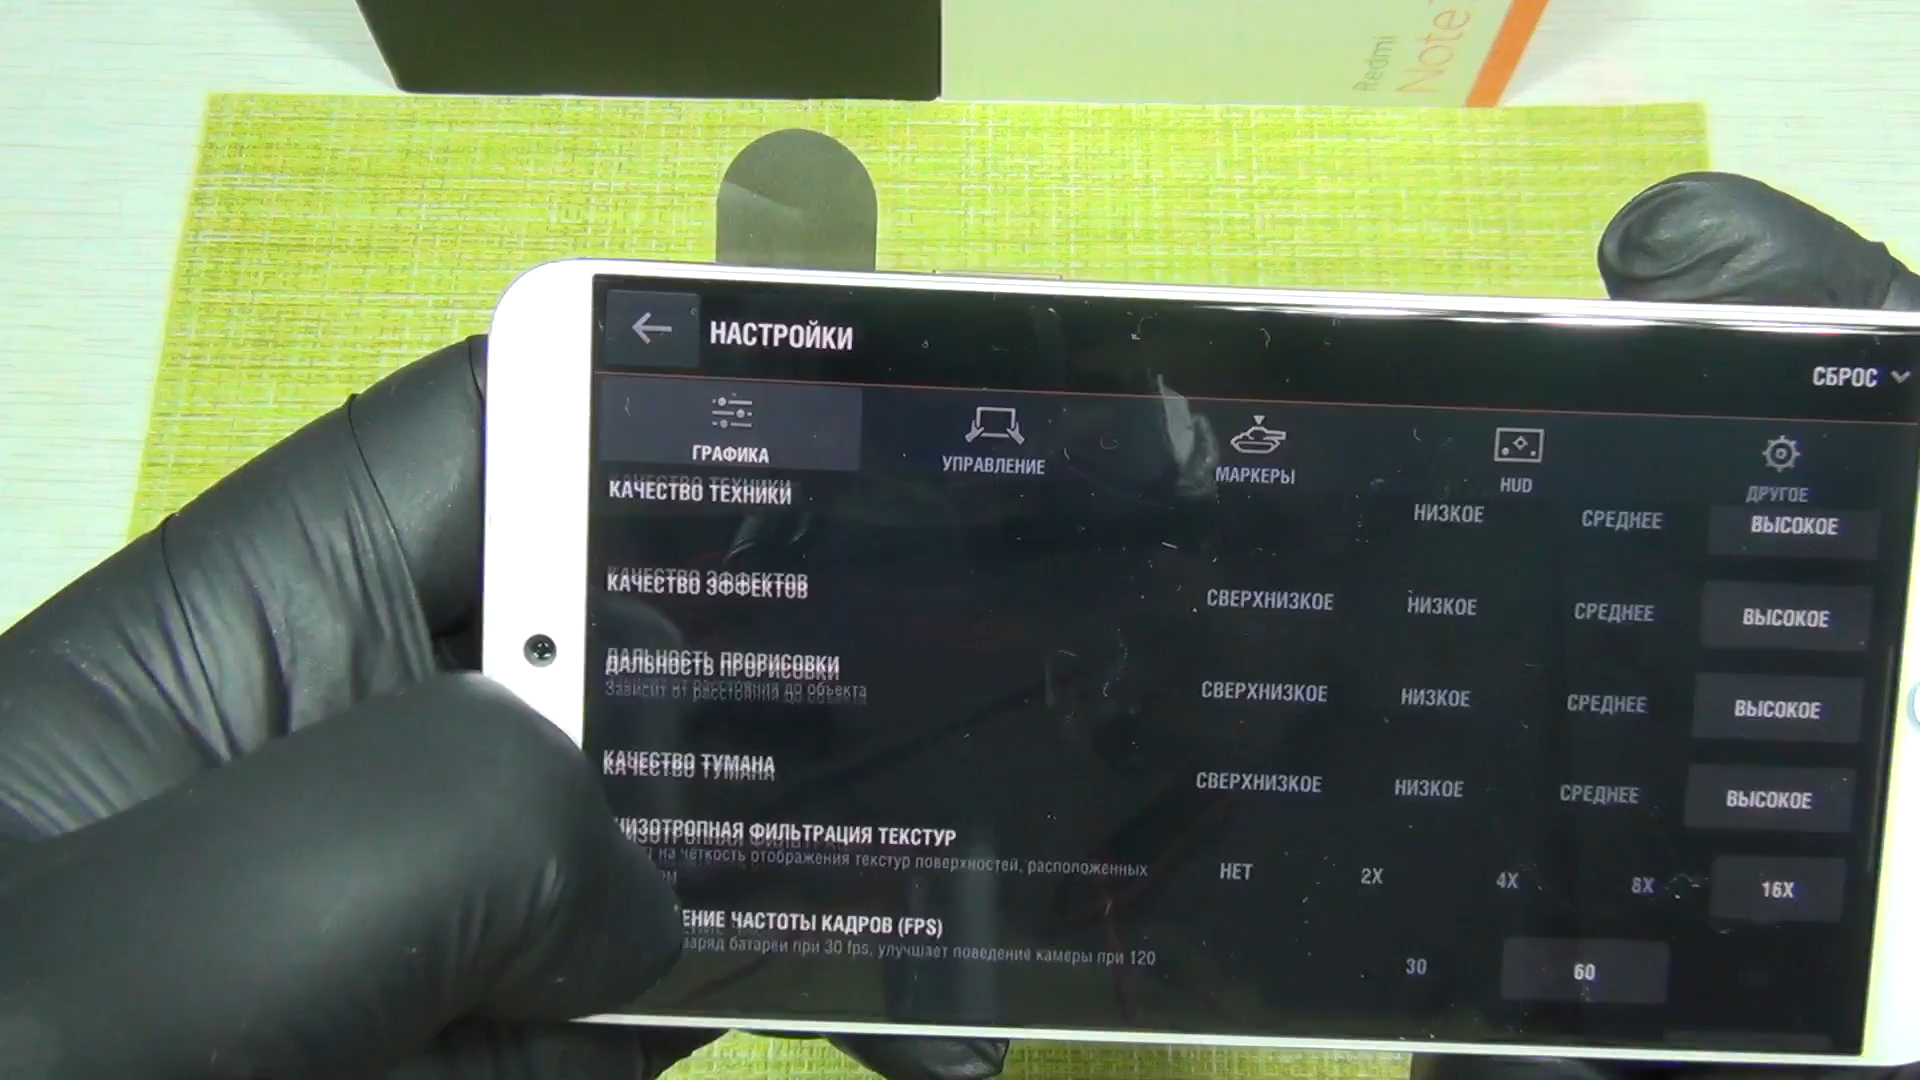 Redmi
Note
НАСТРОЙКИ
СБРОС
ГРАФИКА
УПРАВЛЕНИЕ
МАРКЕРЫ
HUD
ДРУГОЕ
КАЧЕСТВО ТЕХНИКИ
НИЗКОЕ СРЕДНЕЕ ВЫСОКОЕ
КАЧЕСТВО ЭФФЕКТОВ
СВЕРХНИЗКОЕ НИЗКОЕ СРЕДНЕЕ ВЫСОКОЕ
ДАЛЬНОСТЬ ПРОРИСОВКИ
Зависит от расстояния до объекта
СВЕРХНИЗКОЕ НИЗКОЕ СРЕДНЕЕ ВЫСОКОЕ
КАЧЕСТВО ТУМАНА
СВЕРХНИЗКОЕ НИЗКОЕ СРЕДНЕЕ ВЫСОКОЕ
НИЗОТРОПНАЯ ФИЛЬТРАЦИЯ ТЕКСТУР
на чёткость отображения текстур поверхностей, расположенных
ом
НЕТ 2X 4X 8X 16X
ЕНИЕ ЧАСТОТЫ КАДРОВ (FPS)
заряд батареи при 30 fps, улучшает поведение камеры при 120
30 60